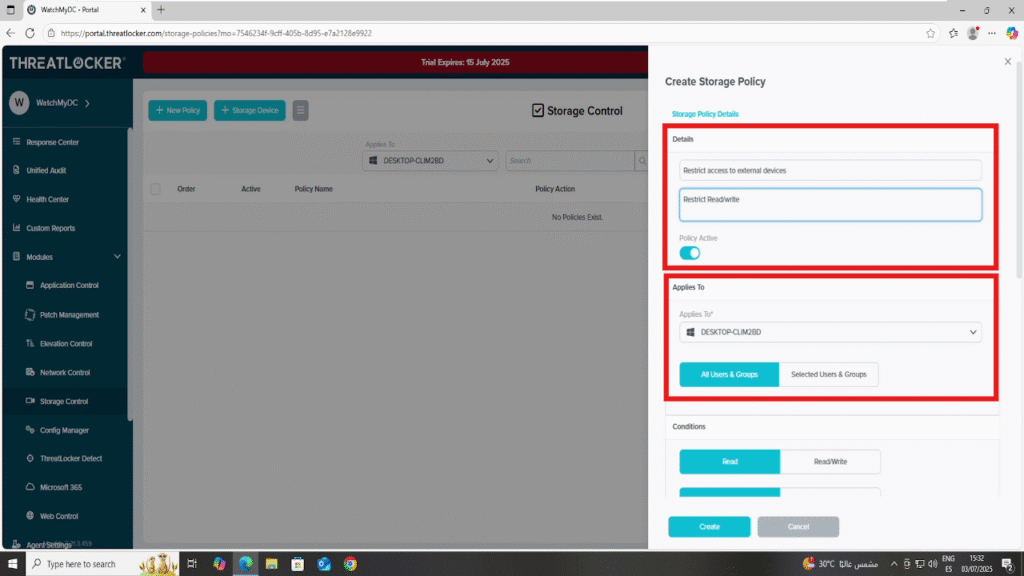 WatchMyDC - Portal
https://portal.threatlocker.com/storage-policies?mo=7546234f-9cff-405b-8d95-e7a2128e9922
THREATLOCKER
Trial Expires: 15 July 2025
W WatchMyDC
Response Center
Unified Audit
Health Center
Custom Reports
Modules
Application Control
Patch Management
Elevation Control
Network Control
Storage Control
Config Manager
ThreatLocker Detect
Microsoft 365
Web Control
Agent Settings
+ New Policy
+ Storage Device
Storage Control
Applies To
DESKTOP-CLIM2BD
Search
Order Active Policy Name Policy Action
No Policies Exist.
Create Storage Policy
Storage Policy Details
Details
Restrict access to external devices
Restrict Read/write
Policy Active
Applies To
Applies To*
DESKTOP-CLIM2BD
All Users & Groups Selected Users & Groups
Conditions
Read Read/Write
Create Cancel
Type here to search
30°C مشمس غالبًا
ENG
ES
15:32
03/07/2025
2